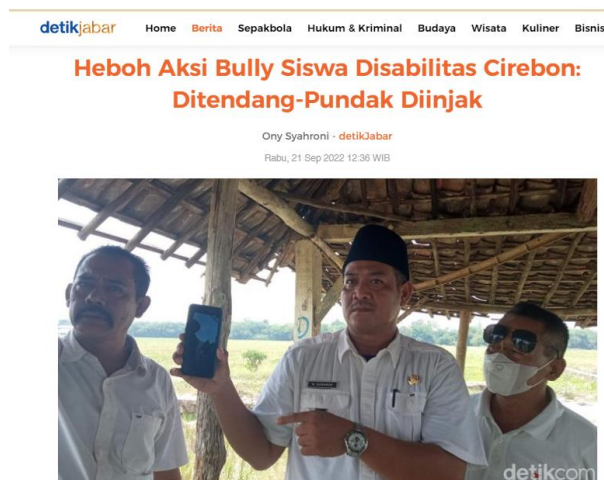 detikjabar
Home Berita Sepakbola Hukum & Kriminal Budaya Wisata Kuliner Bisnis
Heboh Aksi Bully Siswa Disabilitas Cirebon:
Ditendang-Pundak Diinjak
Ony Syahroni - detikJabar
Rabu, 21 Sep 2022 12:36 WIB
detikcom